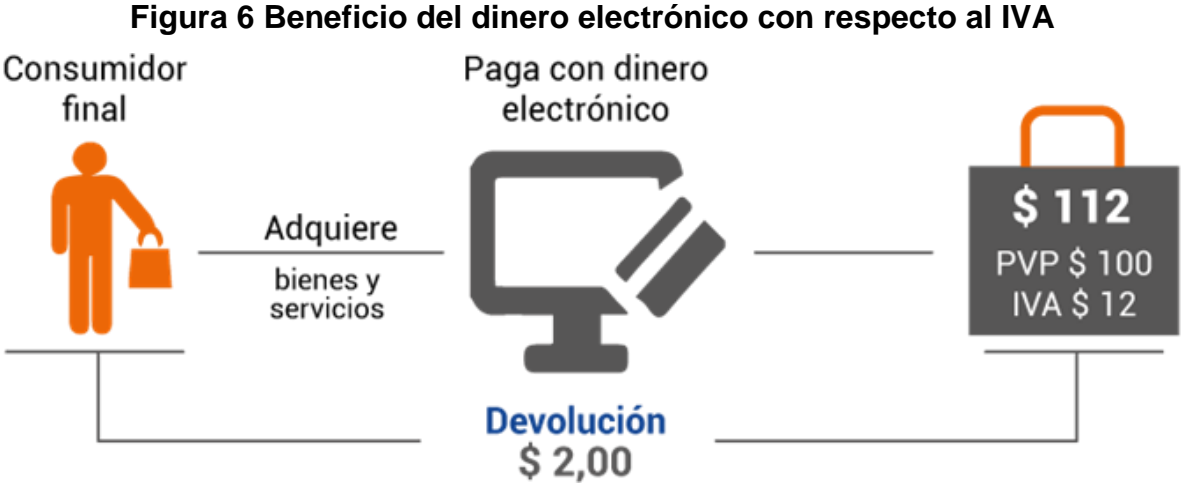 Figura 6 Beneficio del dinero electrónico con respecto al IVA
Consumidor
final
Adquiere
bienes y
servicios
Paga con dinero
electrónico
$ 112
PVP $ 100
IVA $ 12
Devolución
$ 2,00